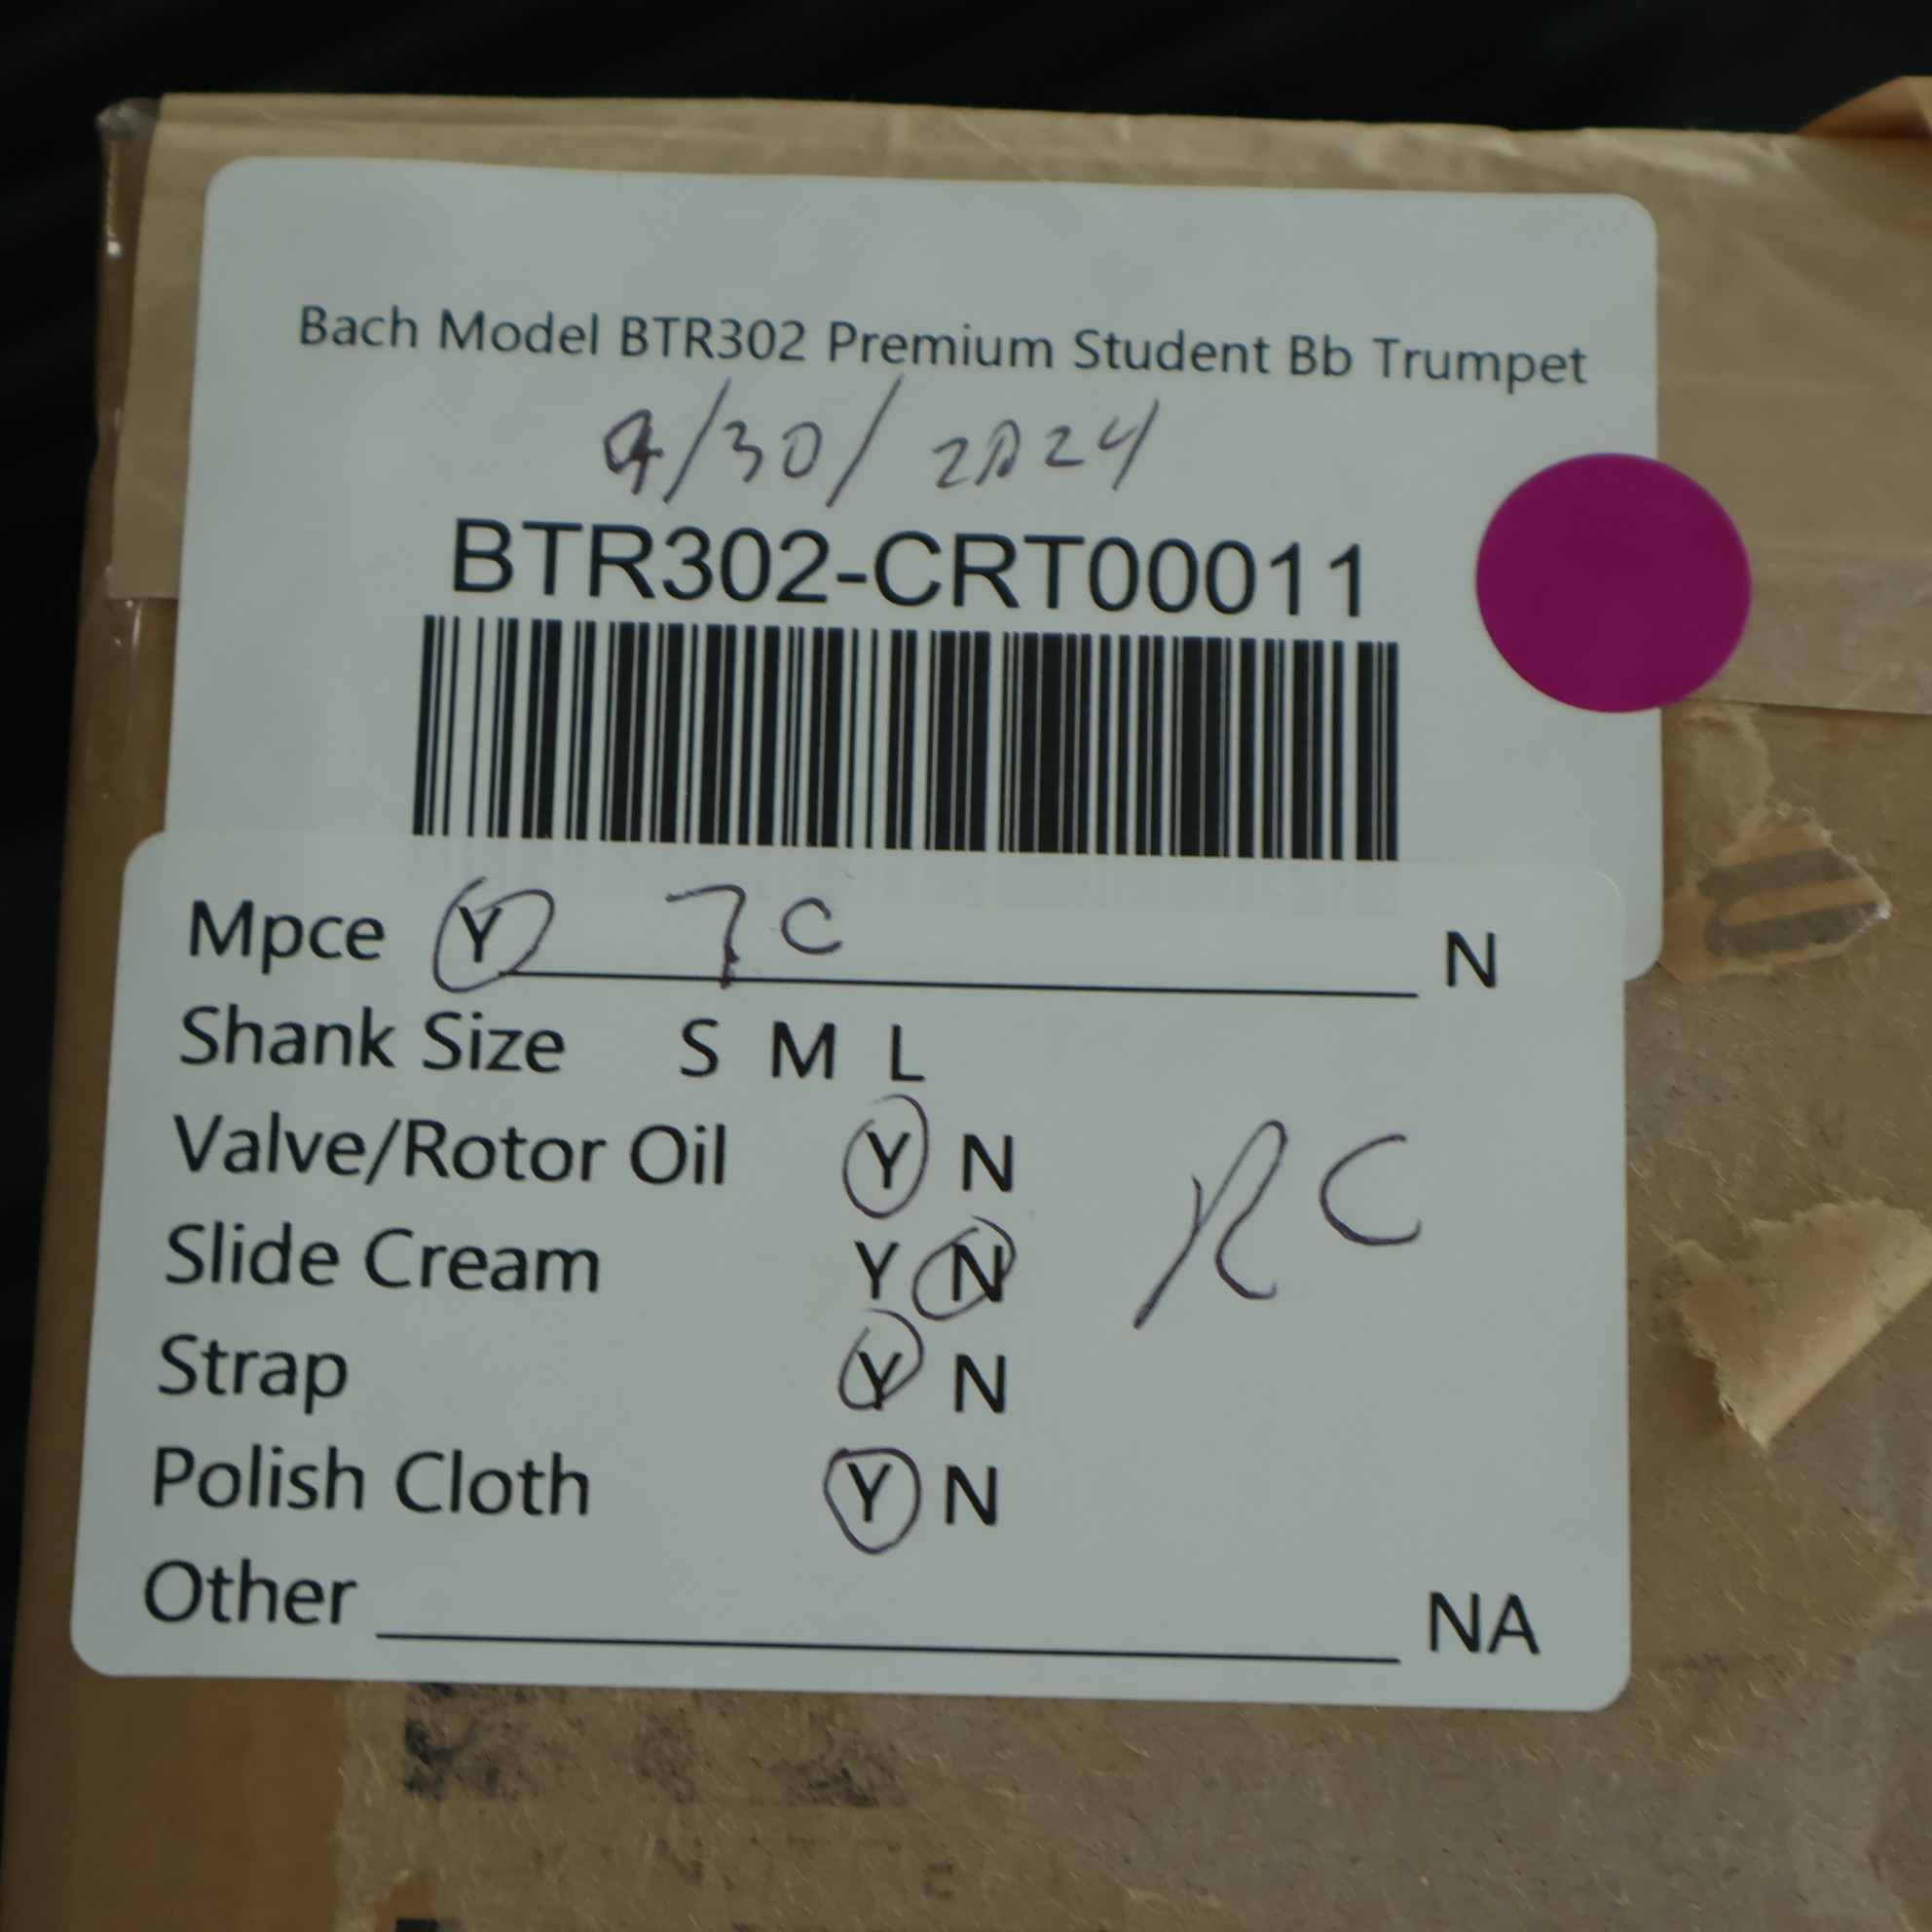 Bach Model BTR302 Premium Student Bb Trumpet
4/30/2024
BTR302-CRT00011
Mpce Y 7C N
Shank Size S M L
Valve/Rotor Oil Y N
Slide Cream Y N
RC
Strap Y N
Polish Cloth Y N
Other NA